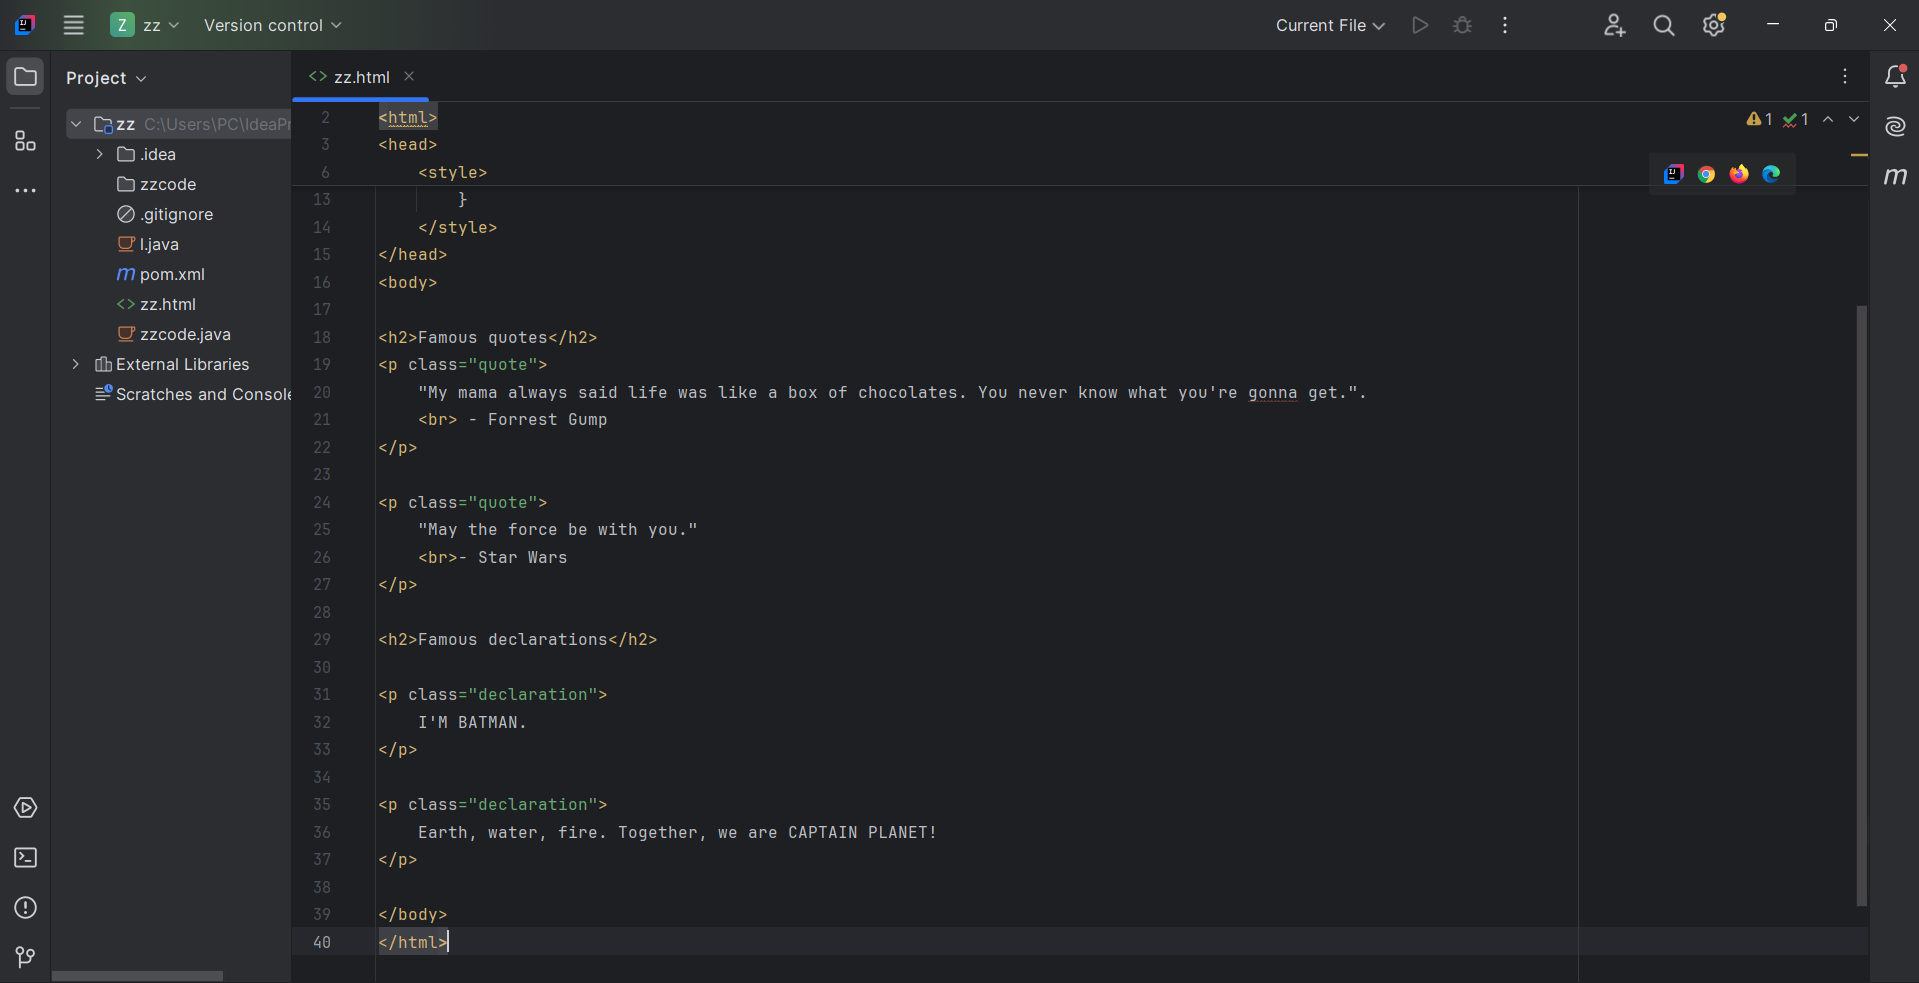 Z zz Version control Current File
Project
zz C:\Users\PC\IdeaPr
.idea
zzcode
.gitignore
I.java
m pom.xml
<> zz.html
zzcode.java
External Libraries
Scratches and Console
<> zz.html
1 1
m
2 <html>
3 <head>
6 <style>
13 }
14 </style>
15 </head>
16 <body>
17
18 <h2>Famous quotes</h2>
19 <p class="quote">
20 "My mama always said life was like a box of chocolates. You never know what you're gonna get.".
21 <br> - Forrest Gump
22 </p>
23
24 <p class="quote">
25 "May the force be with you."
26 <br>- Star Wars
27 </p>
28
29 <h2>Famous declarations</h2>
30
31 <p class="declaration">
32 I'M BATMAN.
33 </p>
34
35 <p class="declaration">
36 Earth, water, fire. Together, we are CAPTAIN PLANET!
37 </p>
38
39 </body>
40 </html>